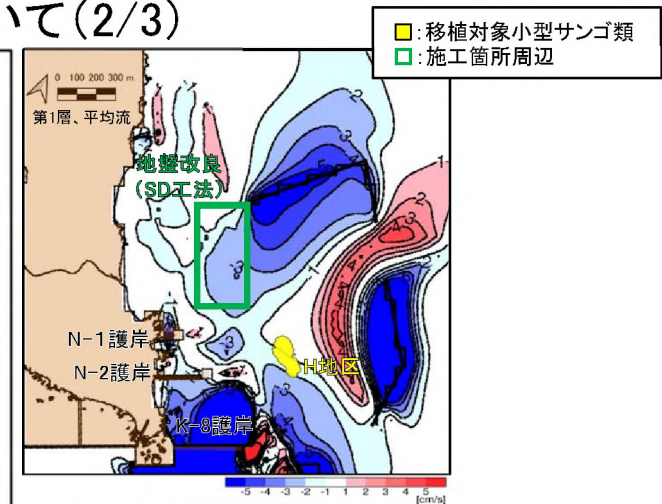 いて(2/3)
:移植対象小型サンゴ類
:施工箇所周辺
0 100 200 300 m
第1層、平均流
地盤改良
(SD工法)
N-1護岸
N-2護岸
H地区
K-8護岸
-5 -4 -3 -2 -1 1 2 3 4 5
[cm/s]